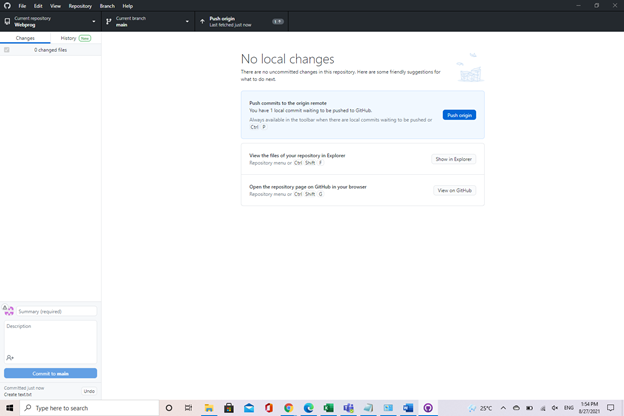 File Edit View Repository Branch Help
Current repository
Webprog
Current branch
main
Push origin
Last fetched just now
1
Changes
History New
0 changed files
No local changes
There are no uncommitted changes in this repository. Here are some friendly suggestions for
what to do next.
Push commits to the origin remote
You have 1 local commit waiting to be pushed to GitHub.
Always available in the toolbar when there are local commits waiting to be pushed or
Ctrl P
Push origin
View the files of your repository in Explorer
Repository menu or Ctrl Shift F
Show in Explorer
Open the repository page on GitHub in your browser
Repository menu or Ctrl Shift G
View on GitHub
Summary (required)
Description
Commit to main
Committed just now
Create text.txt
Undo
Type here to search
25°C
ENG
1:54 PM
8/27/2021